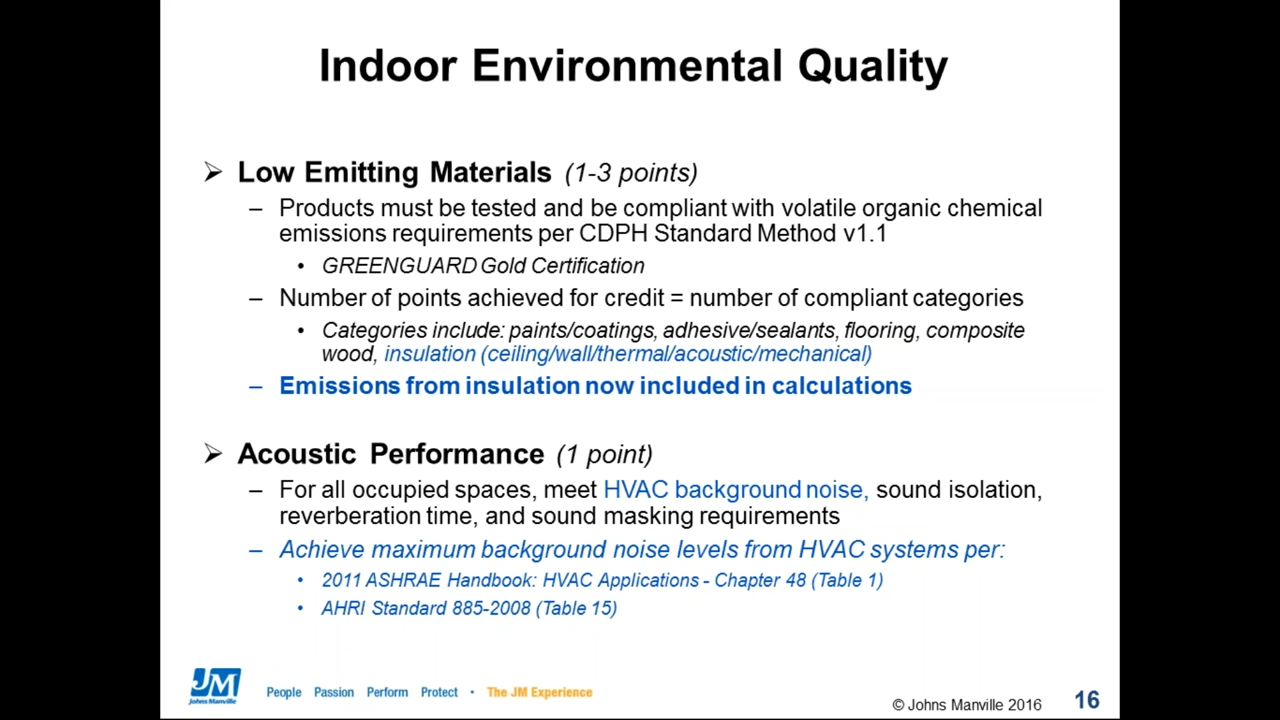 Indoor Environmental Quality
➢ Low Emitting Materials (1-3 points)
– Products must be tested and be compliant with volatile organic chemical
emissions requirements per CDPH Standard Method v1.1
• GREENGUARD Gold Certification
– Number of points achieved for credit = number of compliant categories
• Categories include: paints/coatings, adhesive/sealants, flooring, composite
wood, insulation (ceiling/wall/thermal/acoustic/mechanical)
– Emissions from insulation now included in calculations
➢ Acoustic Performance (1 point)
– For all occupied spaces, meet HVAC background noise, sound isolation,
reverberation time, and sound masking requirements
– Achieve maximum background noise levels from HVAC systems per:
• 2011 ASHRAE Handbook: HVAC Applications - Chapter 48 (Table 1)
• AHRI Standard 885-2008 (Table 15)
JM
Johns Manville
People Passion Perform Protect • The JM Experience
© Johns Manville 2016
16